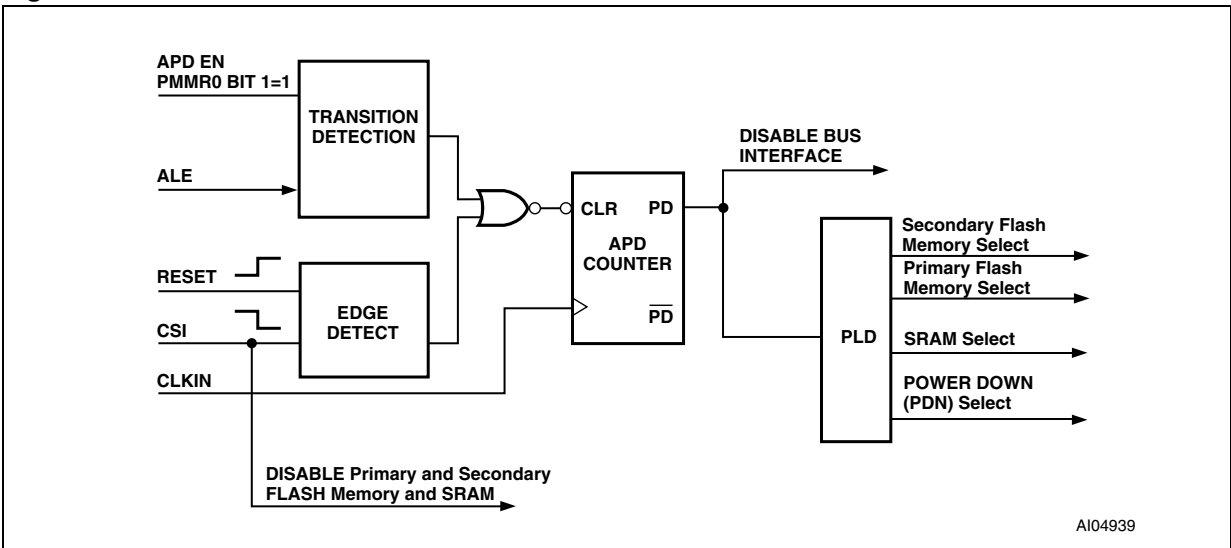 APD EN
PMMR0 BIT 1=1
TRANSITION
DETECTION
ALE
RESET
CSI
CLKIN
EDGE
DETECT
CLR PD
APD
COUNTER
PD
DISABLE BUS
INTERFACE
PLD
Secondary Flash
Memory Select
Primary Flash
Memory Select
SRAM Select
POWER DOWN
(PDN) Select
DISABLE Primary and Secondary
FLASH Memory and SRAM
AI04939